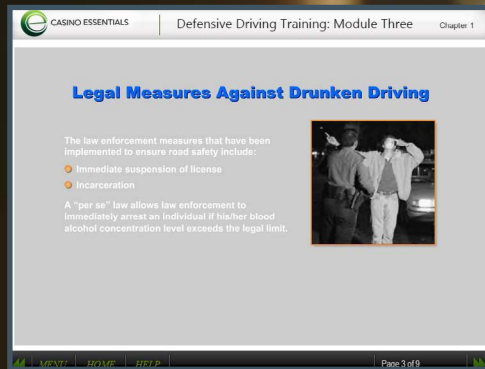 CASINO ESSENTIALS
Defensive Driving Training: Module Three
Chapter 1
Legal Measures Against Drunken Driving
The law enforcement measures that have been
implemented to ensure road safety include:
Immediate suspension of license
Incarceration
A "per se" law allows law enforcement to
immediately arrest an individual if his/her blood
alcohol concentration level exceeds the legal limit.
MENU HOME HELP
Page 3 of 9